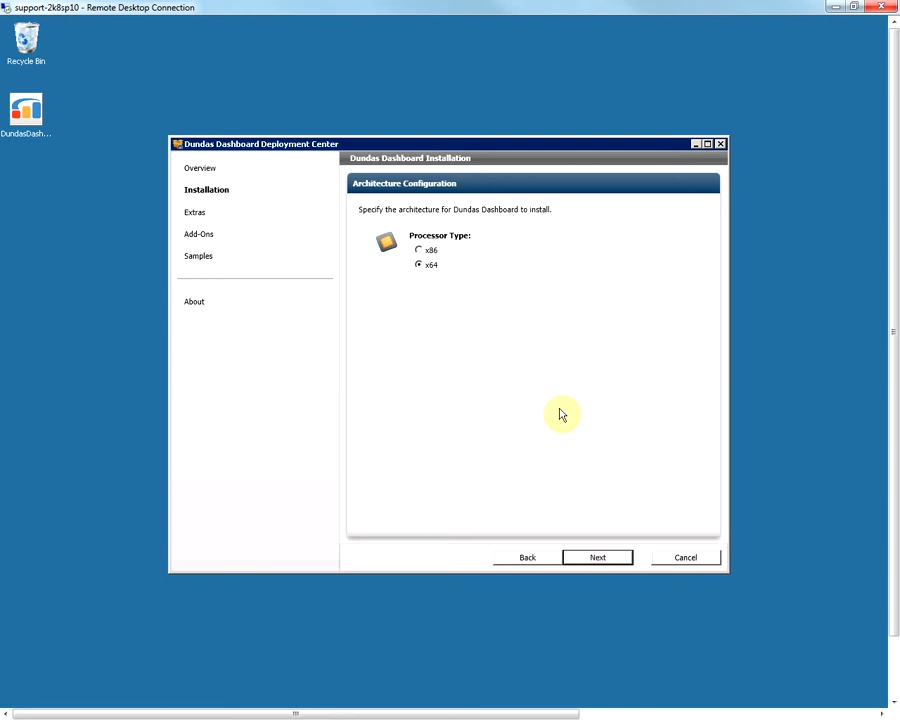 support-2k8sp10 - Remote Desktop Connection
Recycle Bin
DundasDash...
Dundas Dashboard Deployment Center
Overview
Installation
Extras
Add-Ons
Samples
About
Dundas Dashboard Installation
Architecture Configuration
Specify the architecture for Dundas Dashboard to install.
Processor Type:
x86
x64
Back
Next
Cancel